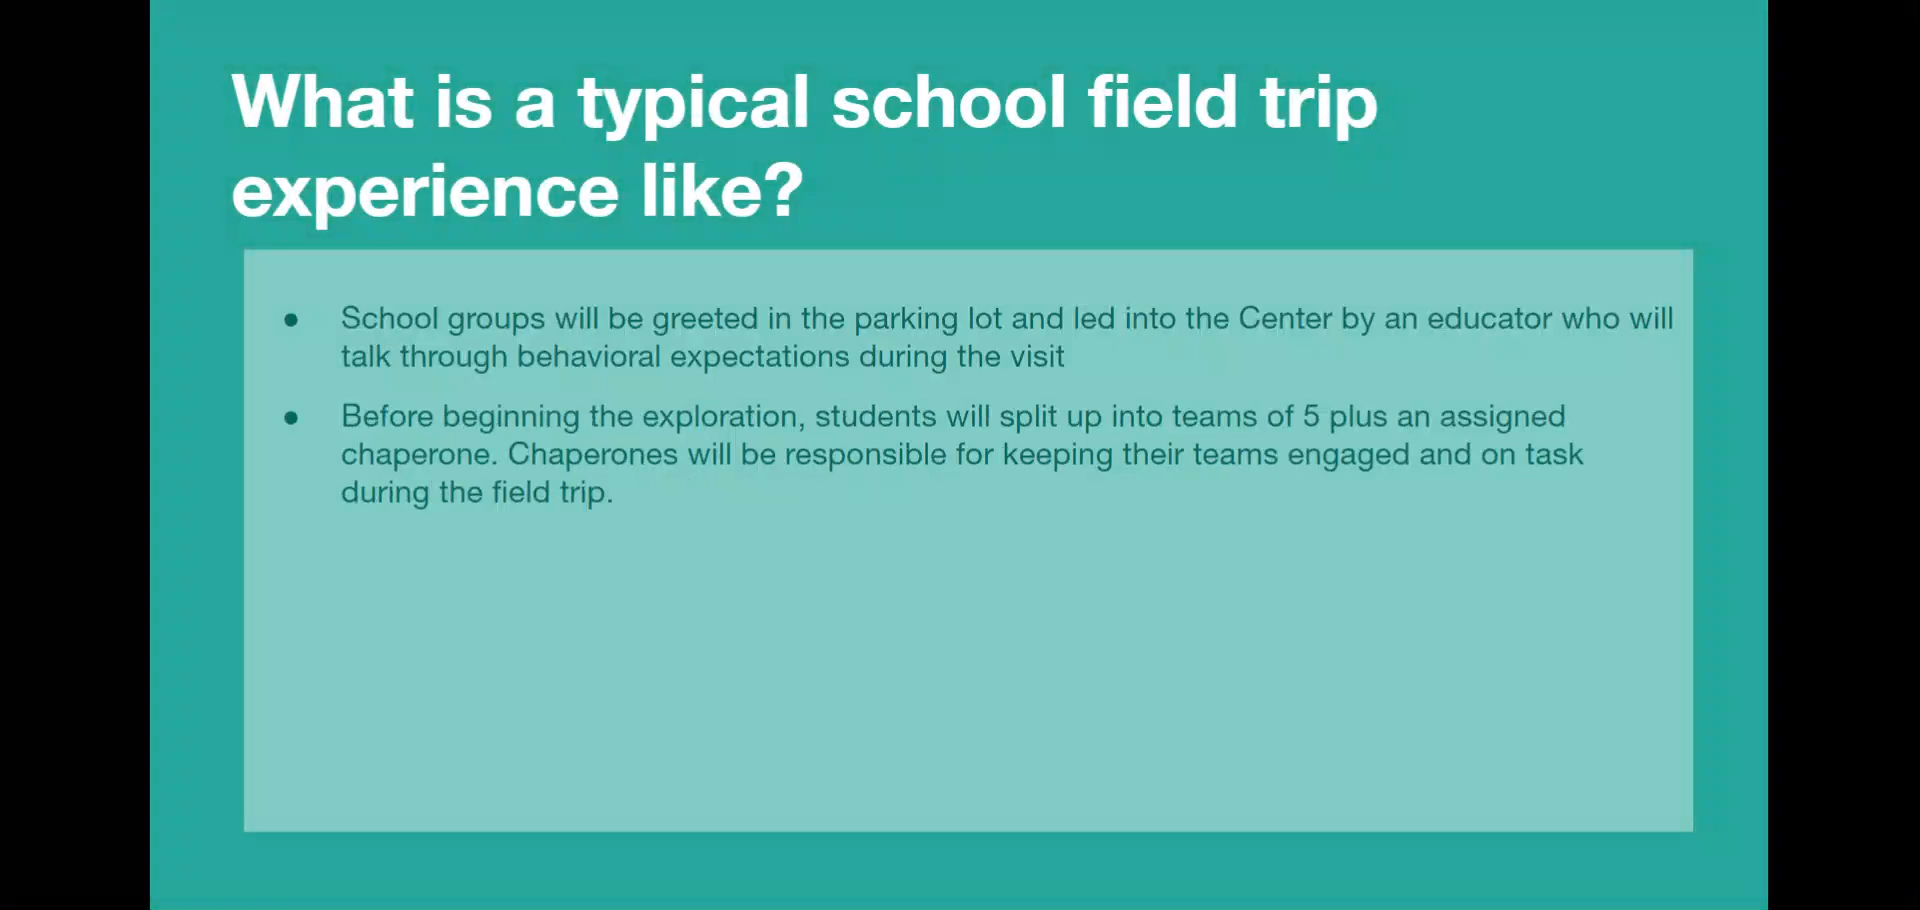 What is a typical school field trip
experience like?
● School groups will be greeted in the parking lot and led into the Center by an educator who will
talk through behavioral expectations during the visit
● Before beginning the exploration, students will split up into teams of 5 plus an assigned
chaperone. Chaperones will be responsible for keeping their teams engaged and on task
during the field trip.